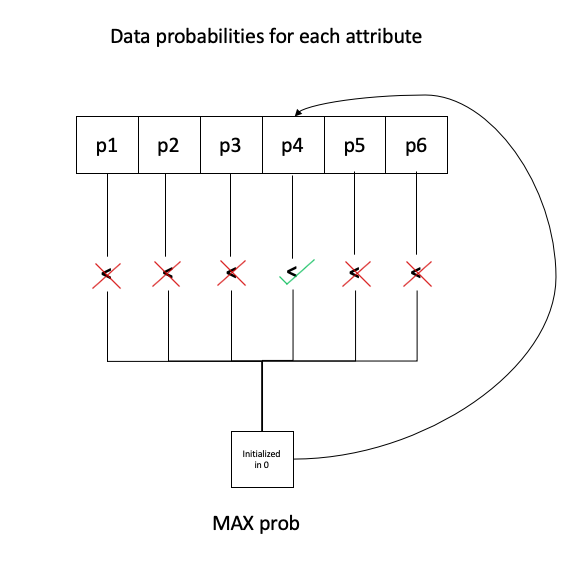 Data probabilities for each attribute
p1 p2 p3 p4 p5 p6
< < < < < <
Initialized
in 0
MAX prob